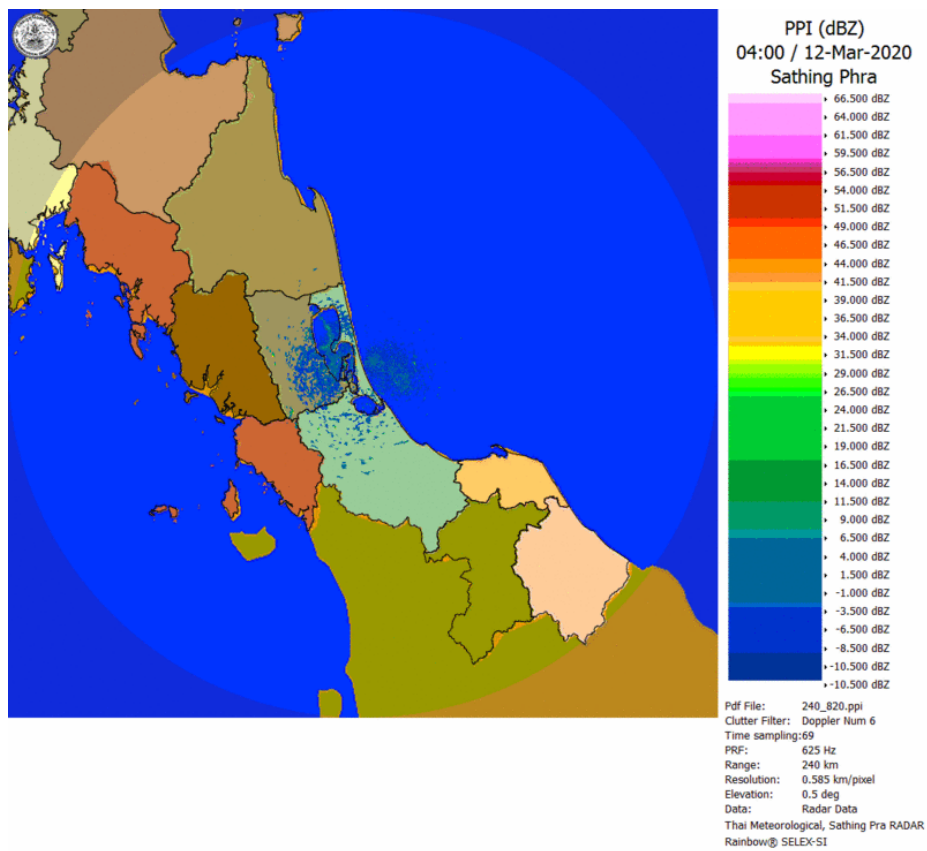 PPI (dBZ)
04:00 / 12-Mar-2020
Sathing Phra
66.500 dBZ
64.000 dBZ
61.500 dBZ
59.500 dBZ
56.500 dBZ
54.000 dBZ
51.500 dBZ
49.000 dBZ
46.500 dBZ
44.000 dBZ
41.500 dBZ
39.000 dBZ
36.500 dBZ
34.000 dBZ
31.500 dBZ
29.000 dBZ
26.500 dBZ
24.000 dBZ
21.500 dBZ
19.000 dBZ
16.500 dBZ
14.000 dBZ
11.500 dBZ
9.000 dBZ
6.500 dBZ
4.000 dBZ
1.500 dBZ
-1.000 dBZ
-3.500 dBZ
-6.500 dBZ
-8.500 dBZ
-10.500 dBZ
-10.500 dBZ
Pdf File: 240_820.ppi
Clutter Filter: Doppler Num 6
Time sampling:69
PRF: 625 Hz
Range: 240 km
Resolution: 0.585 km/pixel
Elevation: 0.5 deg
Data: Radar Data
Thai Meteorological, Sathing Pra RADAR
Rainbow® SELEX-SI